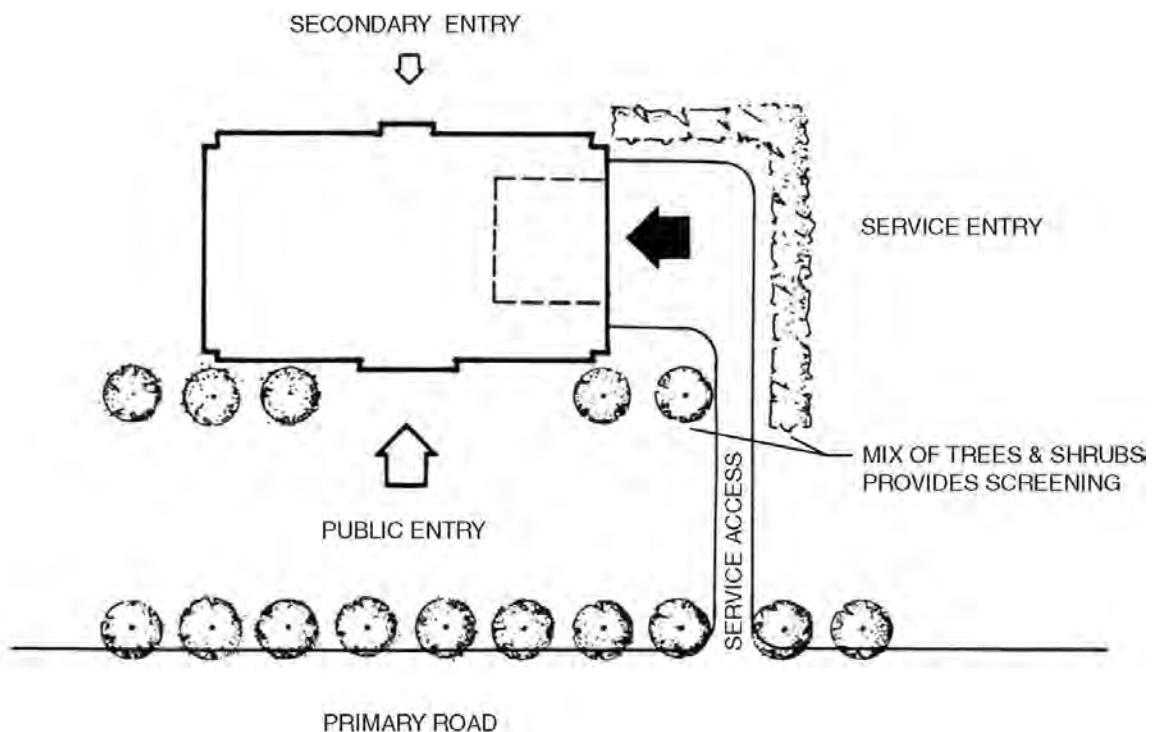 SECONDARY ENTRY
SERVICE ENTRY
MIX OF TREES & SHRUBS
PROVIDES SCREENING
PUBLIC ENTRY
SERVICE ACCESS
PRIMARY ROAD